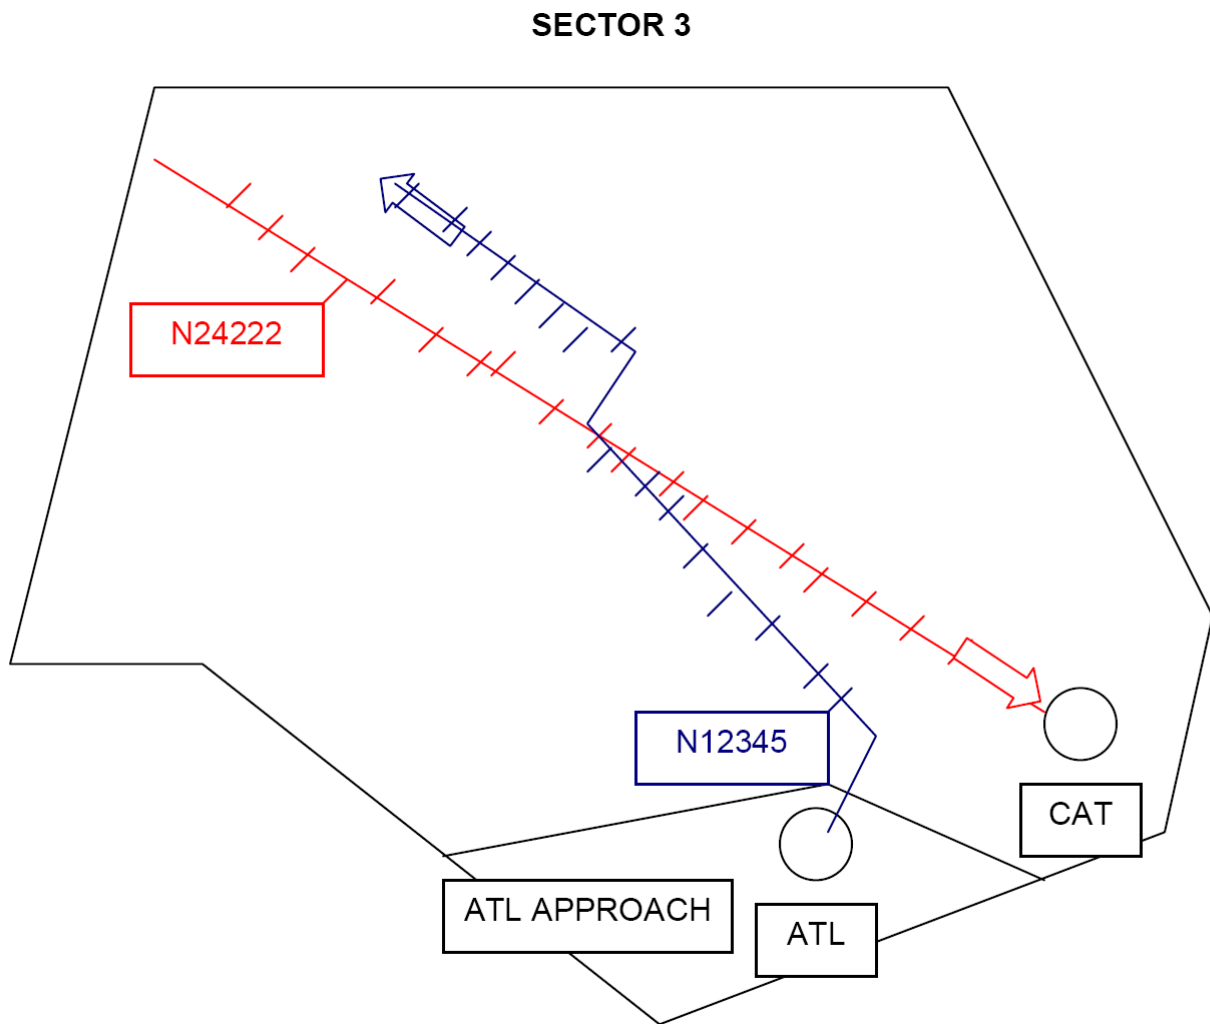 SECTOR 3
N24222
N12345
CAT
ATL APPROACH
ATL